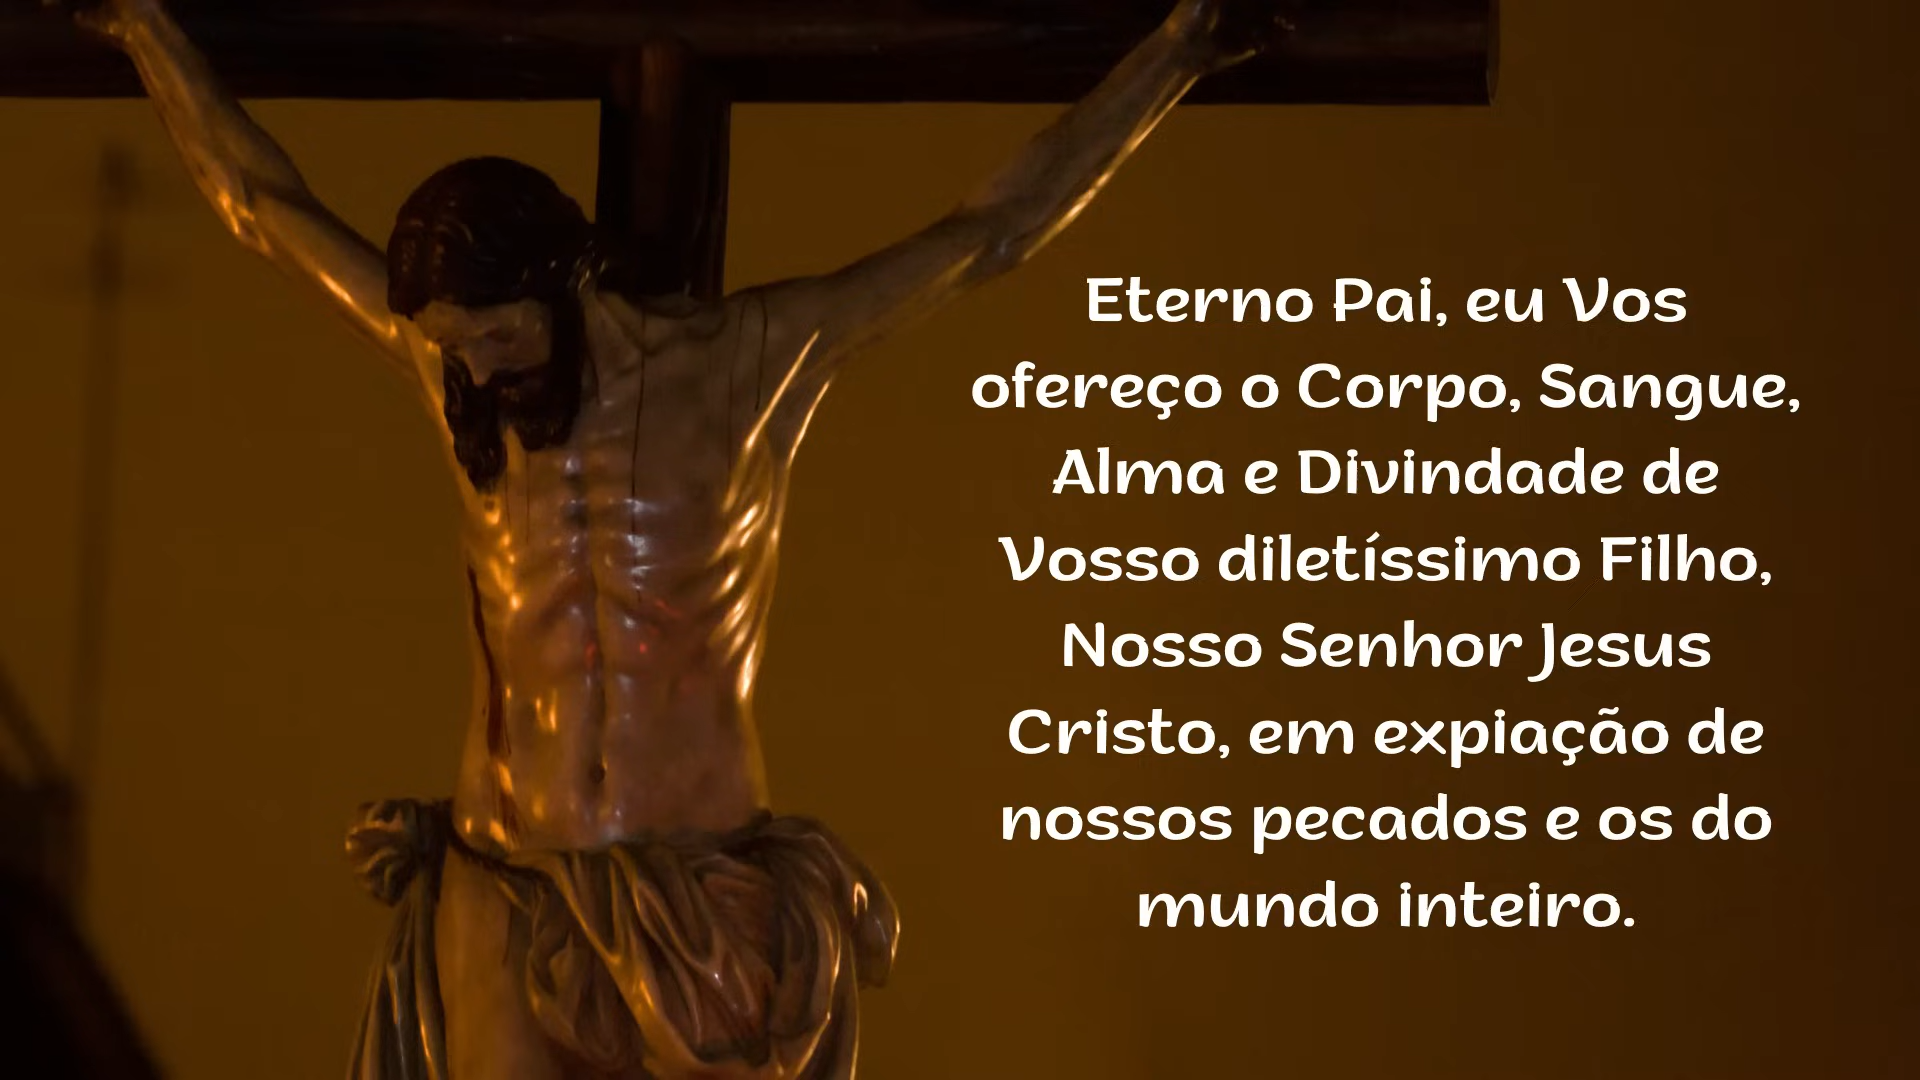 Eterno Pai, eu Vos
ofereço o Corpo, Sangue,
Alma e Divindade de
Vosso diletíssimo Filho,
Nosso Senhor Jesus
Cristo, em expiação de
nossos pecados e os do
mundo inteiro.